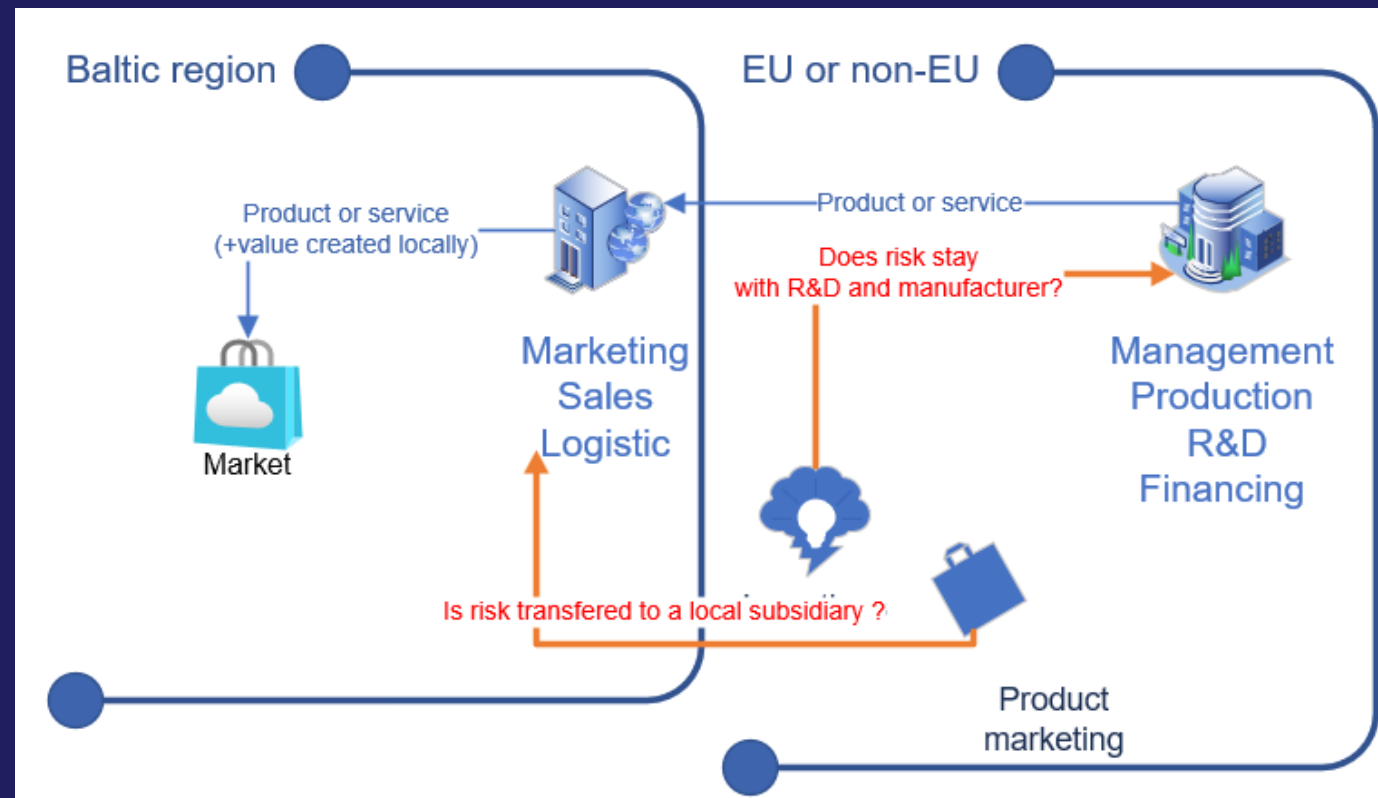 Baltic region
EU or non-EU
Product or service
(+value created locally)
Product or service
Does risk stay
with R&D and manufacturer?
Marketing
Sales
Logistic
Management
Production
R&D
Financing
Market
Is risk transfered to a local subsidiary ?
Product
marketing